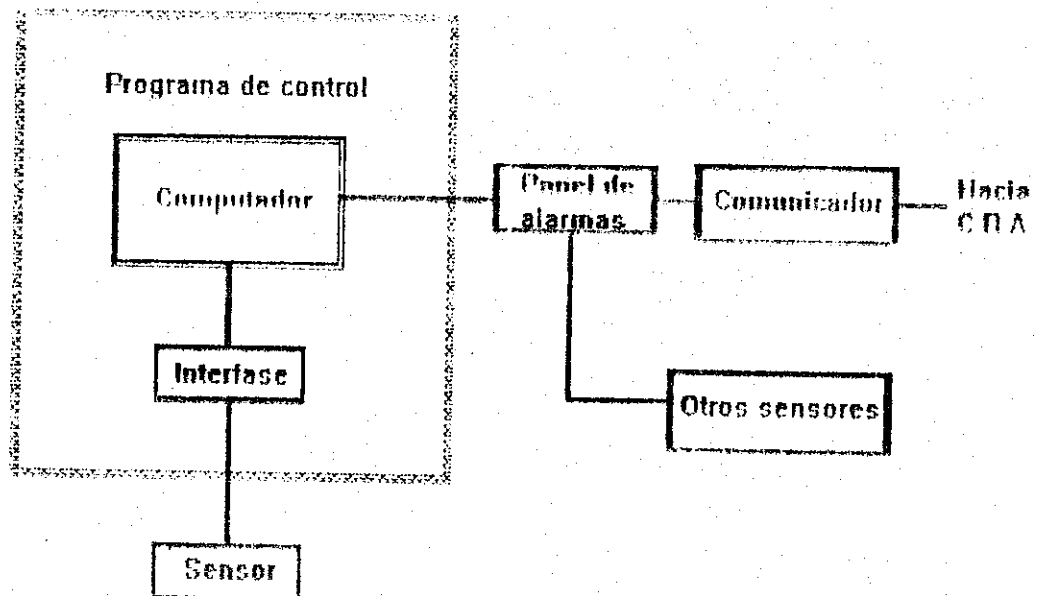 Programa de control
Computador
Panel de
alarmas
Comunicador
Hacia
Interfase
Otros sensores
Sensor